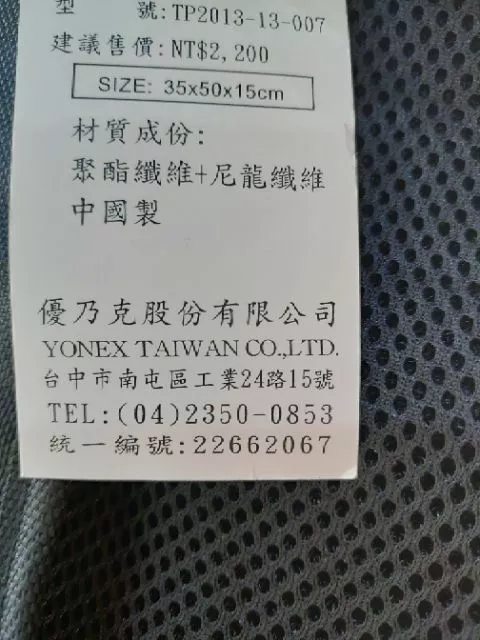 型 號:TP2013-13-007
建議售價:NT$2,200
SIZE: 35x50x15cm
材質成份:
聚酯纖維+尼龍纖維
中國製
優乃克股份有限公司
YONEX TAIWAN CO.,LTD.
台中市南屯區工業24路15號
TEL:(04)2350-0853
統一編號:22662067